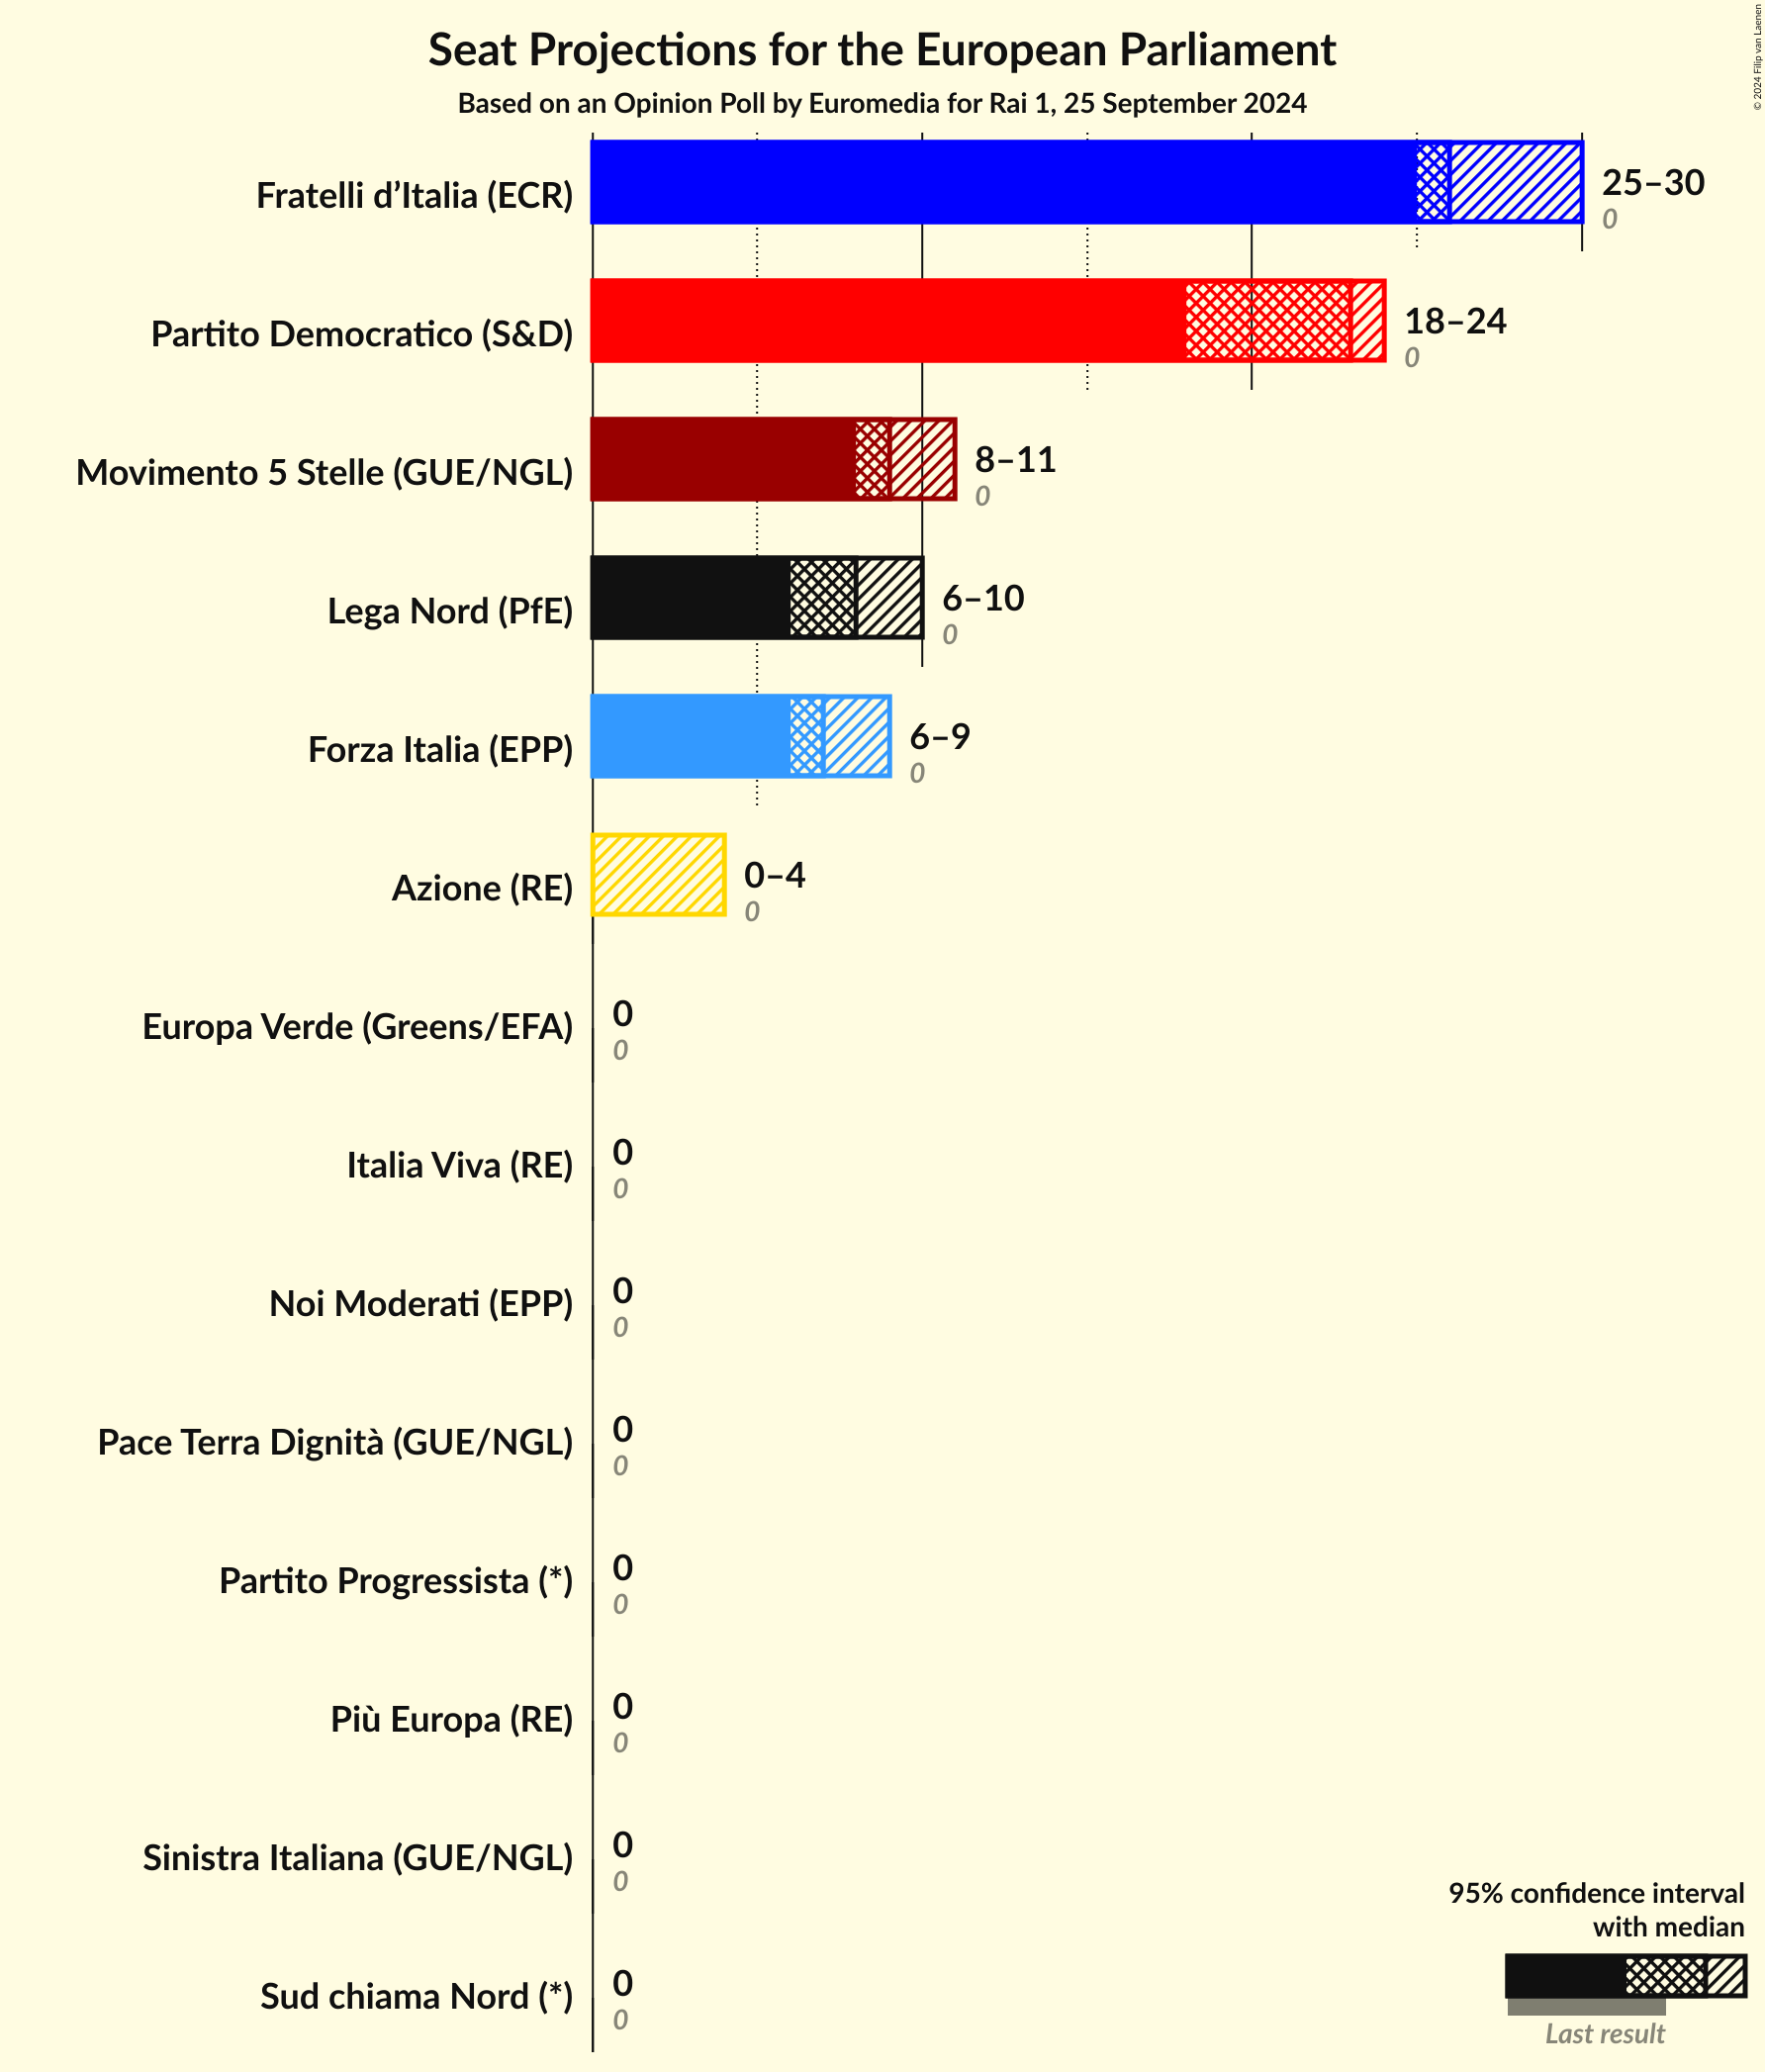 © 2024 Filip van Laenen
Seat Projections for the European Parliament
Based on an Opinion Poll by Euromedia for Rai 1, 25 September 2024
Fratelli d’Italia (ECR)
25–30
0
Partito Democratico (S&D)
18–24
0
Movimento 5 Stelle (GUE/NGL)
8–11
0
Lega Nord (PfE)
6–10
0
Forza Italia (EPP)
6–9
0
Azione (RE)
0–4
0
Europa Verde (Greens/EFA)
0
0
Italia Viva (RE)
0
0
Noi Moderati (EPP)
0
0
Pace Terra Dignità (GUE/NGL)
0
0
Partito Progressista (*)
0
0
Più Europa (RE)
0
0
Sinistra Italiana (GUE/NGL)
0
0
Sud chiama Nord (*)
0
0
95% confidence interval
with median
Last result